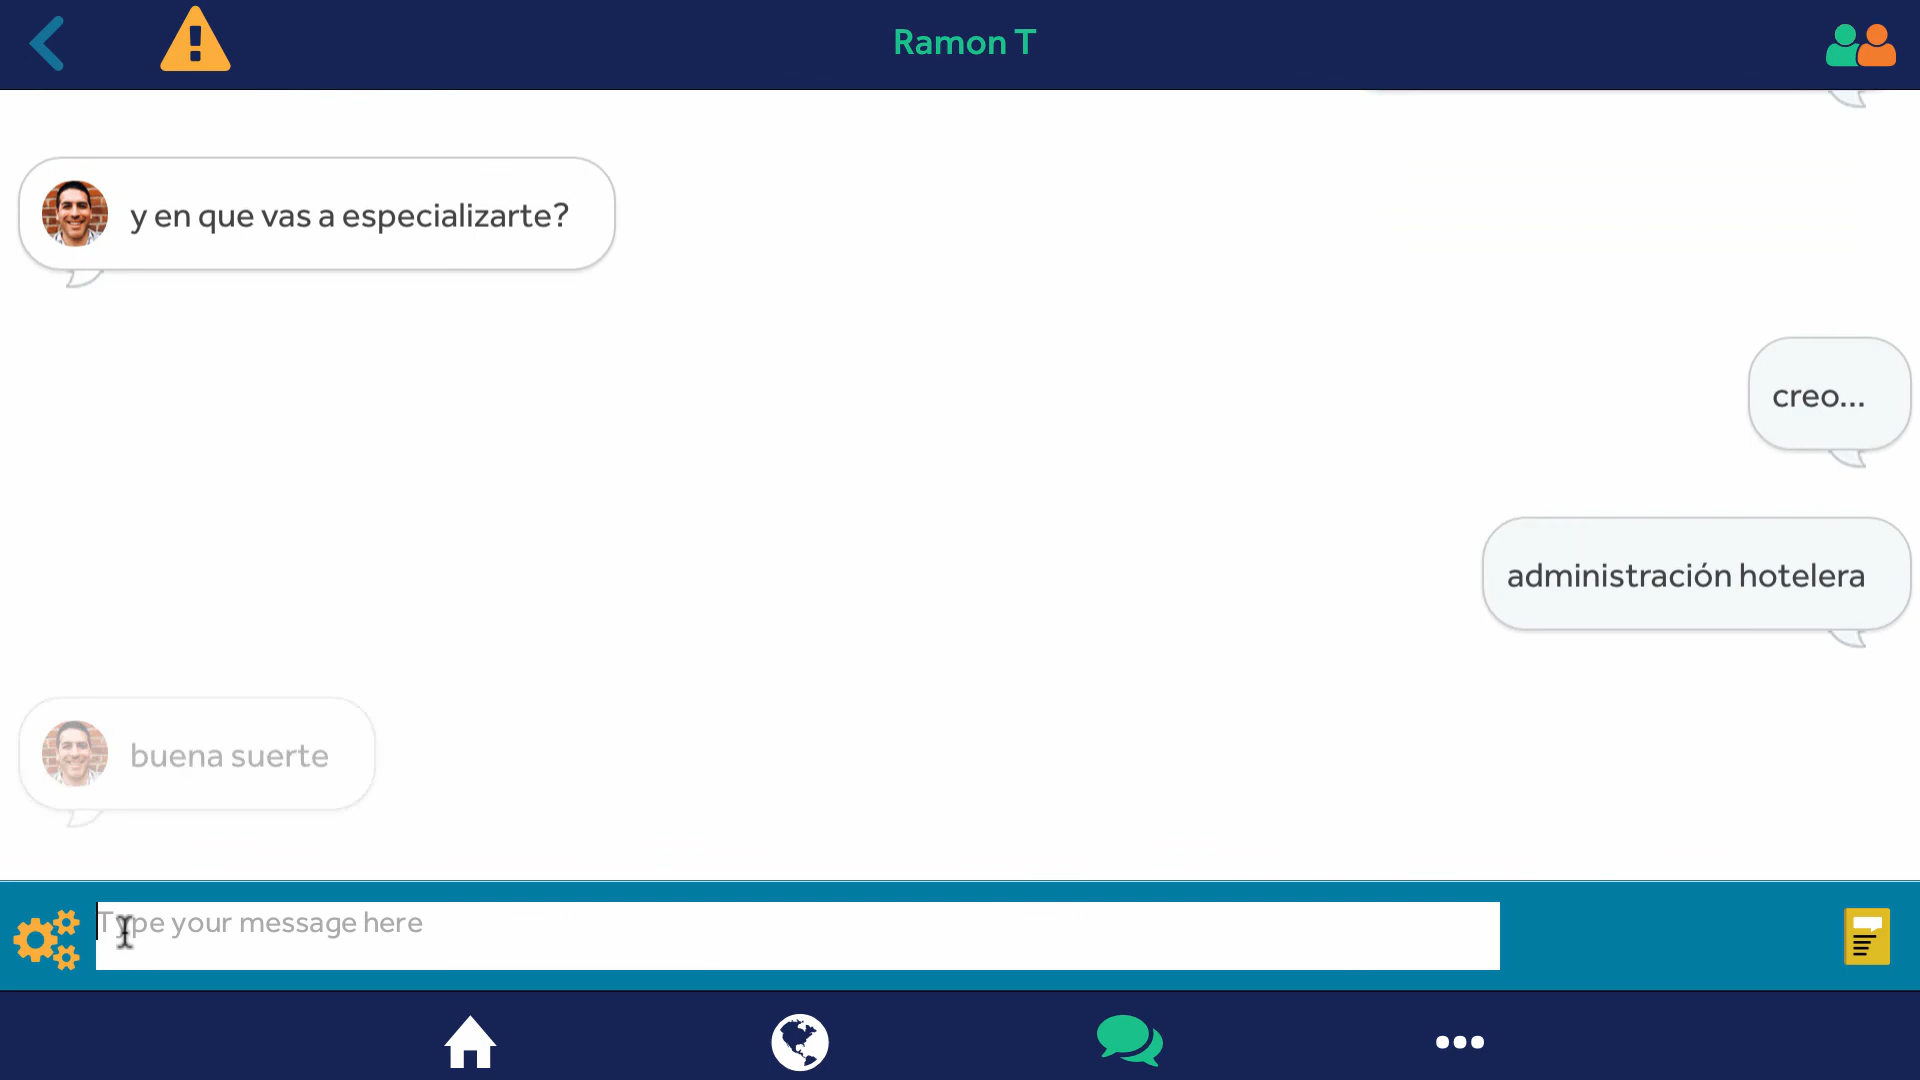 Ramon T
y en que vas a especializarte?
creo...
administración hotelera
buena suerte
Type your message here